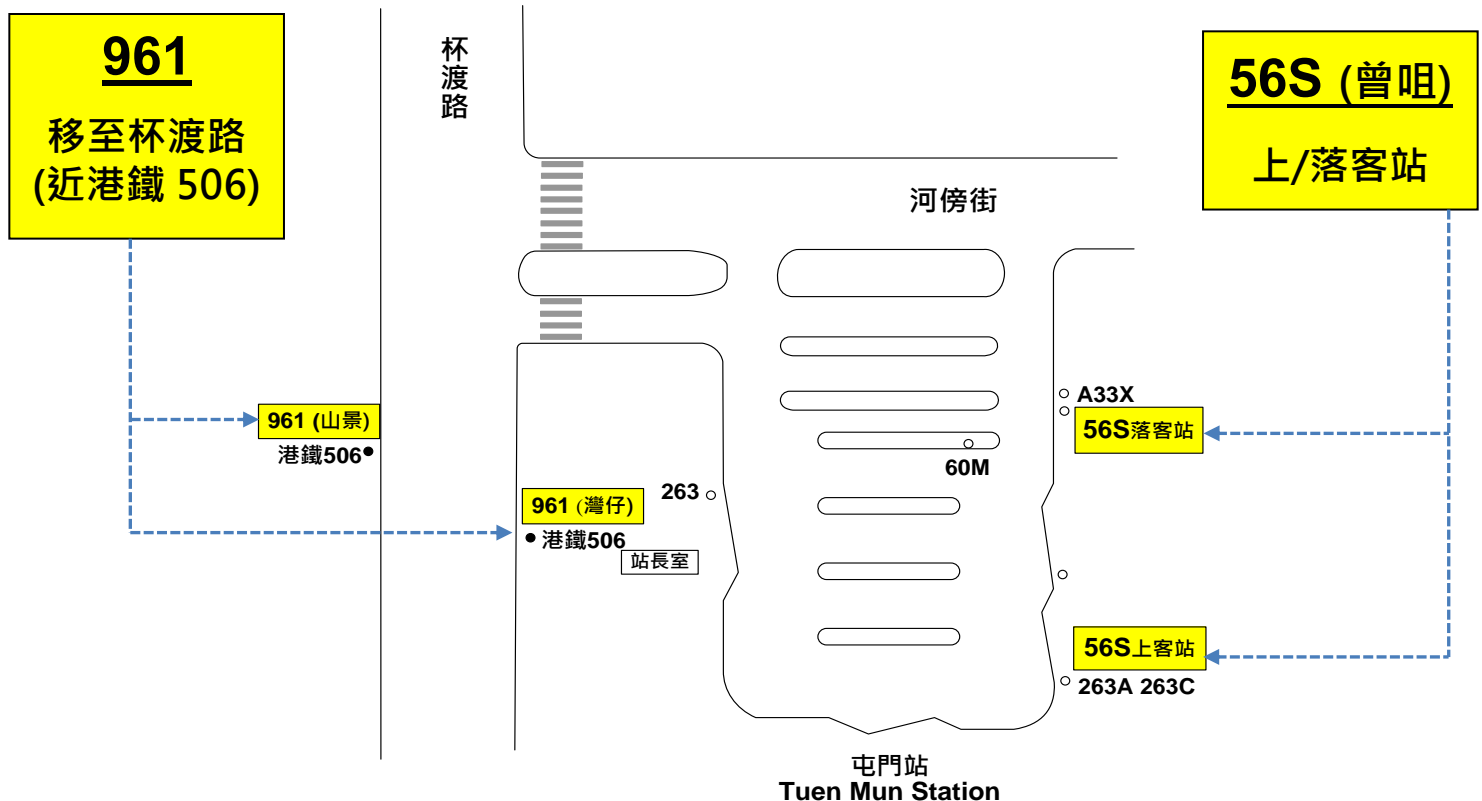 961
移至杯渡路
(近港鐵 506)
杯渡路
56S (曾咀)
上/落客站
河傍街
A33X
961 (山景)
56S落客站
港鐵506
60M
263
961 (灣仔)
港鐵506
站長室
56S上客站
263A 263C
屯門站
Tuen Mun Station